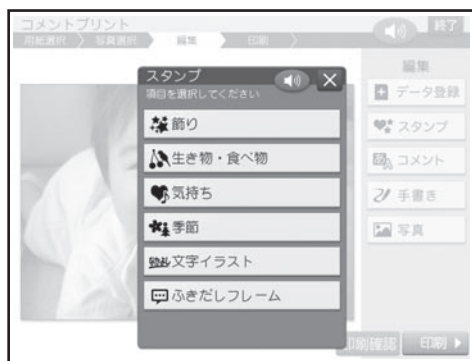 コメントプリント
終了
用紙選択 写真選択 編集 印刷
編集
データ登録
スタンプ
コメント
手書き
写真
スタンプ
項目を選択してください
飾り
生き物・食べ物
気持ち
季節
文字イラスト
ふきだしフレーム
印刷確認
印刷